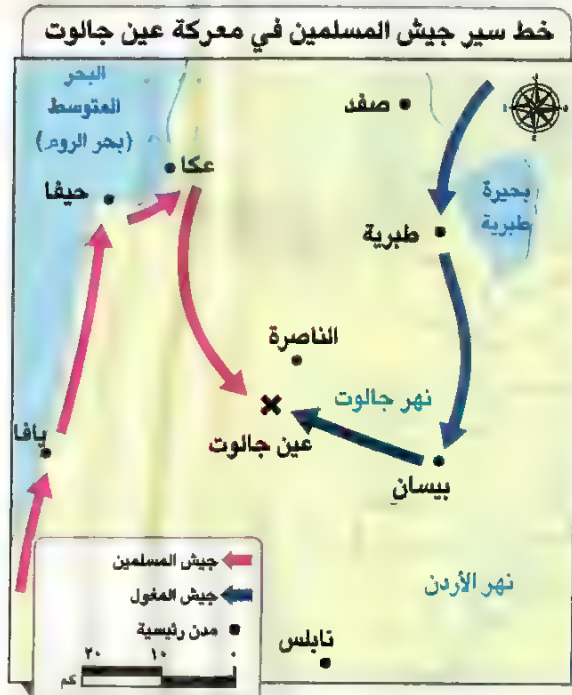 خط سير جيش المسلمين في معركة عين جالوت
البحر
المتوسط
(بحر الروم)
صفد
عكا
حيفا
بحيرة
طبرية
طبرية
الناصرة
نهر جالوت
عين جالوت
يافا
بيسان
نهر الأردن
نابلس
جيش المسلمين
جيش المغول
مدن رئيسية
٢٠ ١٠ ٠
كم